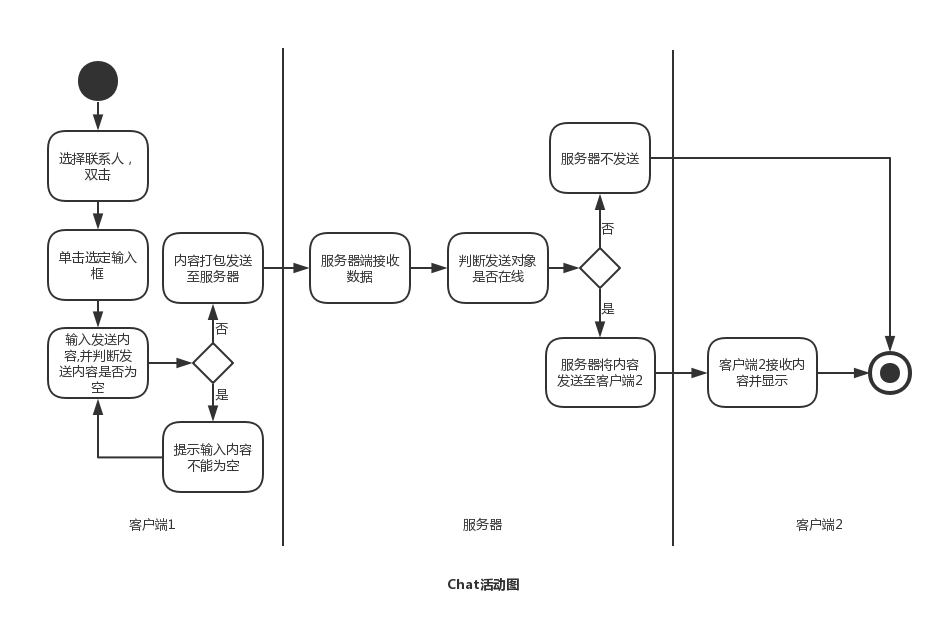 选择联系人，
双击
单击选定输入
框
输入发送内
容,并判断发
送内容是否为
空
否
是
内容打包发送
至服务器
提示输入内容
不能为空
客户端1
服务器端接收
数据
判断发送对象
是否在线
否
是
服务器不发送
服务器将内容
发送至客户端2
服务器
客户端2接收内
容并显示
客户端2
Chat活动图